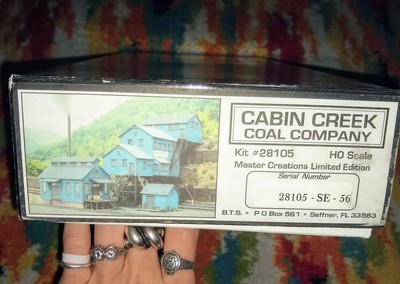 CABIN CREEK
COAL COMPANY
Kit #28105 HO Scale
Master Creations Limited Edition
Serial Number
28105 - SE - 56
B.T.S. • P O Box 561 • Seffner, FL 33583